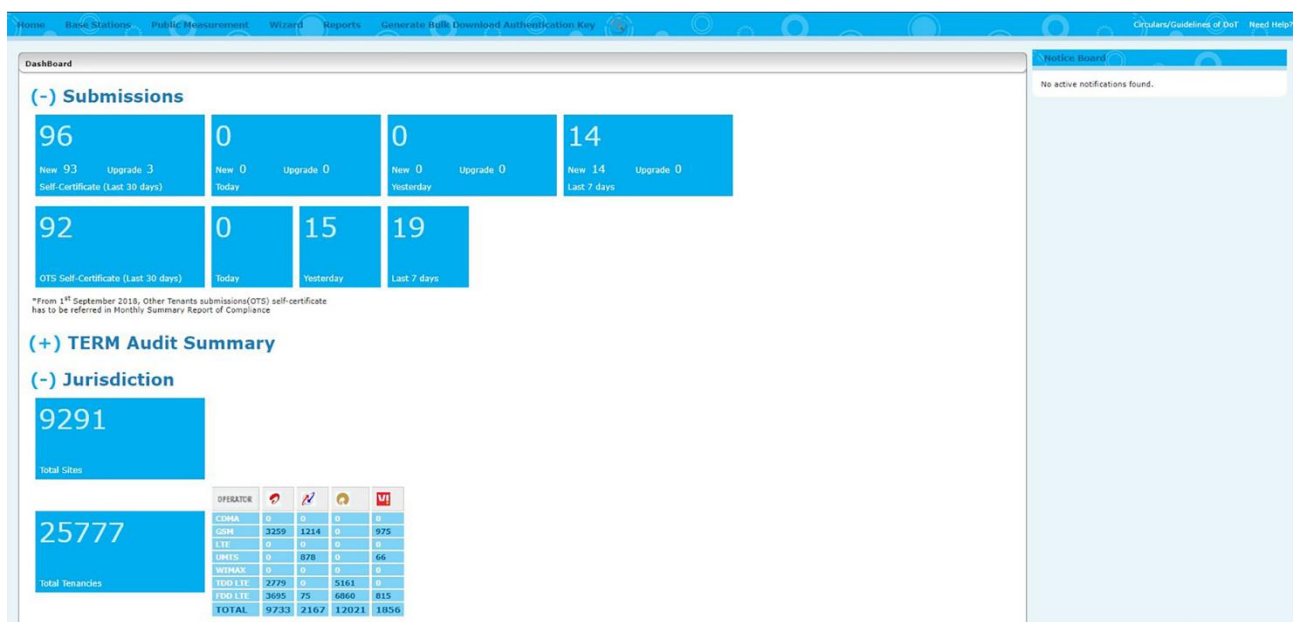 Home Base Stations Public Measurement Wizard Reports Generate Bulk Download Authentication Key Circulars/Guidelines of DoT Need Help?
DashBoard
Notice Board
No active notifications found.
(-) Submissions
96 0 0 14
New 93 Upgrade 3 New 0 Upgrade 0 New 0 Upgrade 0 New 14 Upgrade 0
Self-Certificate (Last 30 days) Today Yesterday Last 7 days
92 0 15 19
OTS Self-Certificate (Last 30 days) Today Yesterday Last 7 days
*From 1st September 2018, Other Tenants submissions(OTS) self-certificate
has to be referred in Monthly Summary Report of Compliance
(+) TERM Audit Summary
(-) Jurisdiction
9291
Total Sites
25777
Total Tenancies
OPERATOR VI
CDMA 0 0 0 0
GSM 3259 1214 0 975
LTE 0 0 0 0
UMTS 0 878 0 66
WIMAX 0 0 0 0
TDD LTE 2779 0 5161 0
FDD LTE 3695 75 6860 815
TOTAL 9733 2167 12021 1856